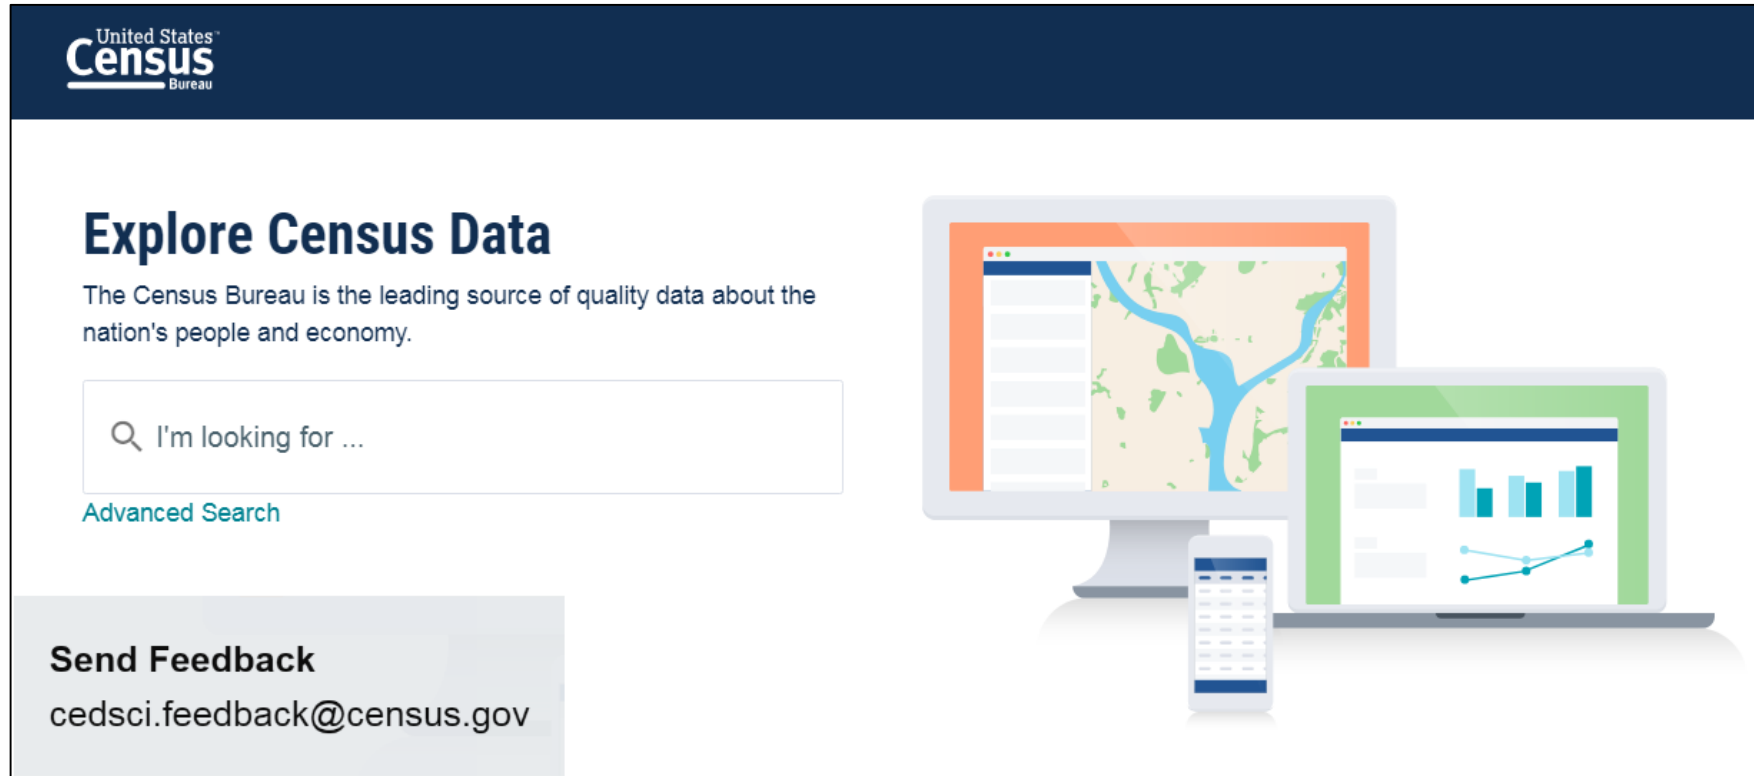 United States™
Census
Bureau
Explore Census Data
The Census Bureau is the leading source of quality data about the
nation's people and economy.
I'm looking for ...
Advanced Search
Send Feedback
cedsci.feedback@census.gov